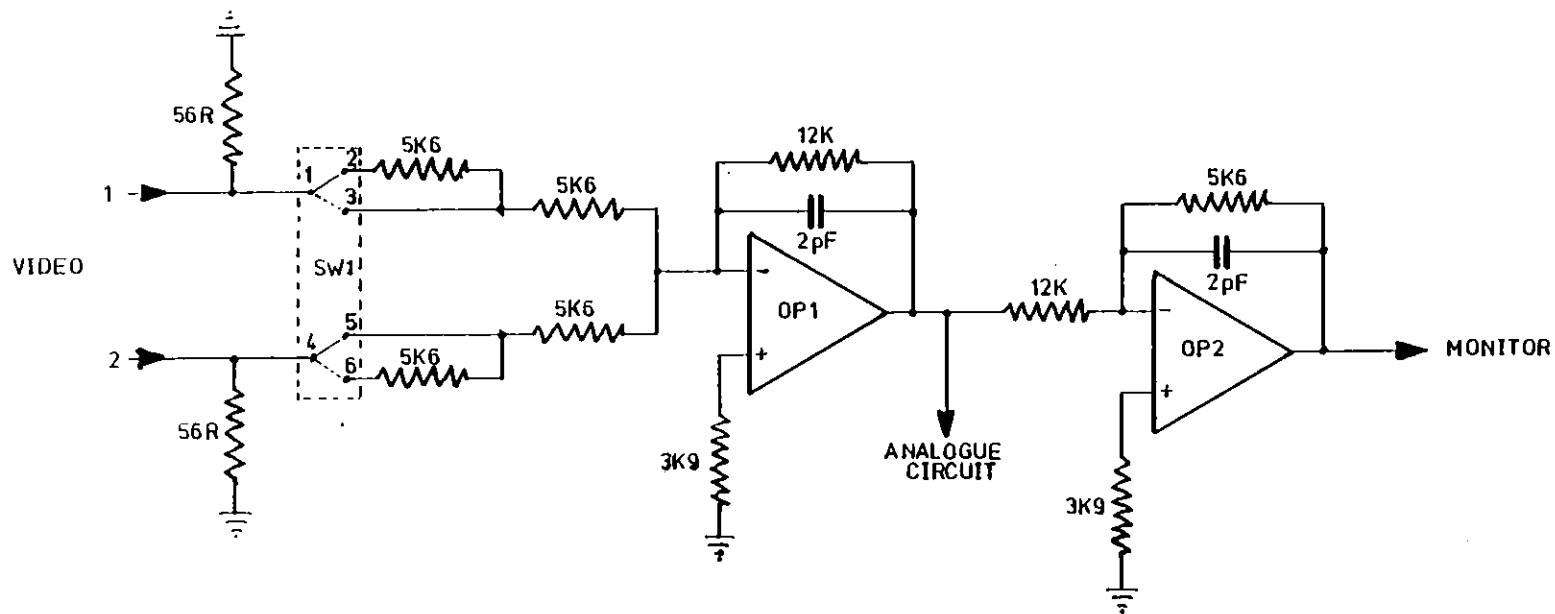 56R
12K
5K6
5K6
5K6
1
1
2
3
2pF
2pF
VIDEO
SW1
-
OP1
12K
-
OP2
MONITOR
5K6
5
2
4
6
5K6
+
+
56R
3K9
ANALOGUE
CIRCUIT
3K9